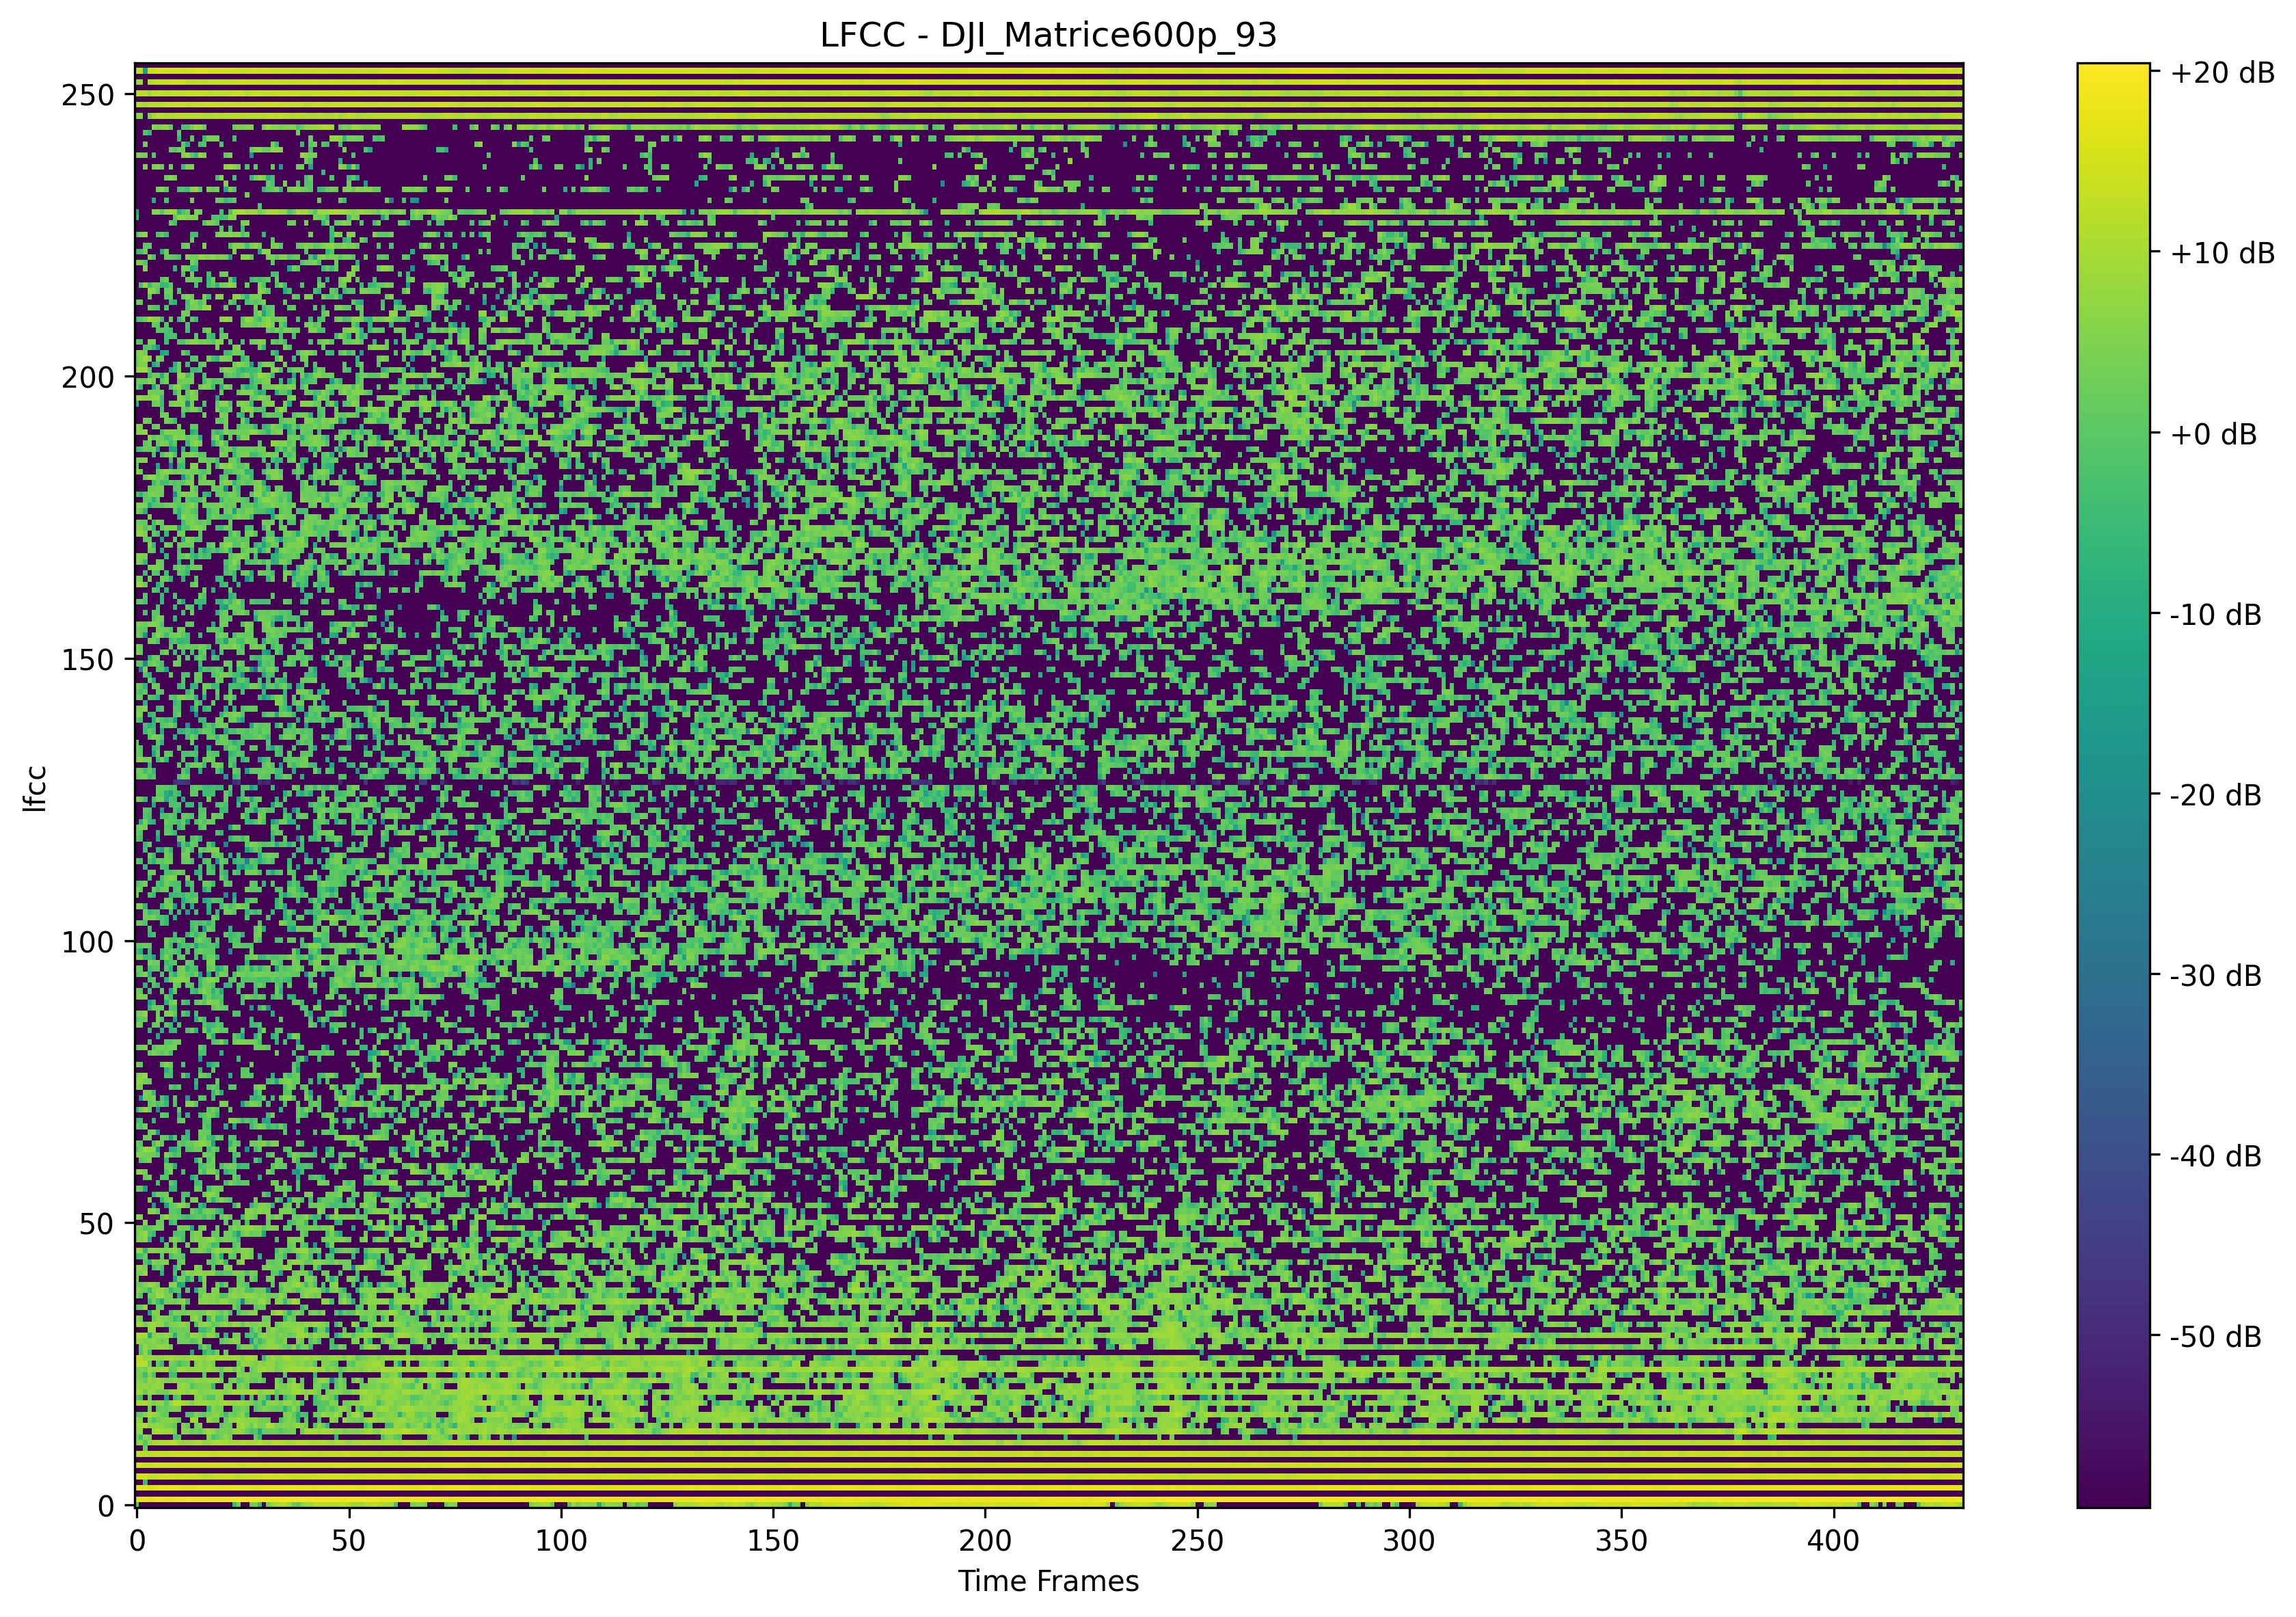 LFCC - DJI_Matrice600p_93
lfcc
250
200
150
100
50
0
0 50 100 150 200 250 300 350 400
Time Frames
+20 dB
+10 dB
+0 dB
-10 dB
-20 dB
-30 dB
-40 dB
-50 dB